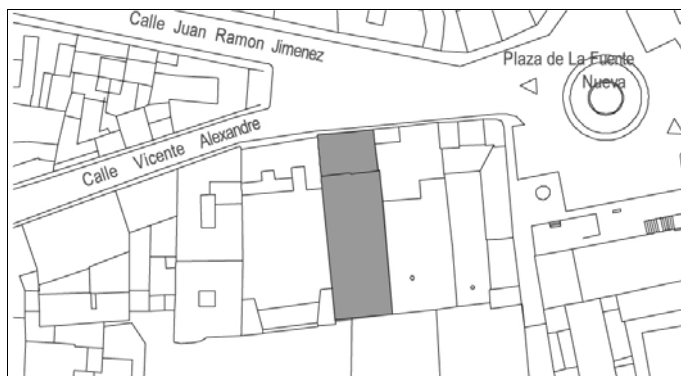 Calle Juan Ramon Jimenez
Plaza de La Fuente
Nueva
Calle Vicente Alexandre